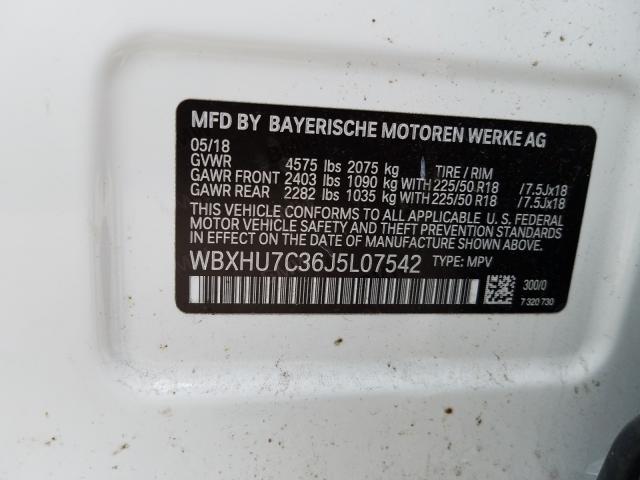 MFD BY BAYERISCHE MOTOREN WERKE AG
05/18
GVWR 4575 lbs 2075 kg TIRE / RIM
GAWR FRONT 2403 lbs 1090 kg WITH 225/50 R18 /7.5Jx18
GAWR REAR 2282 lbs 1035 kg WITH 225/50 R18 /7.5Jx18
THIS VEHICLE CONFORMS TO ALL APPLICABLE U. S. FEDERAL
MOTOR VEHICLE SAFETY, BUMPER, AND THEFT PREVENTION STANDARDS
IN EFFECT ON THE DATE OF MANUFACTURE SHOWN ABOVE.
WBXHU7C36J5L07542 TYPE: MPV
300/0
7 320 730